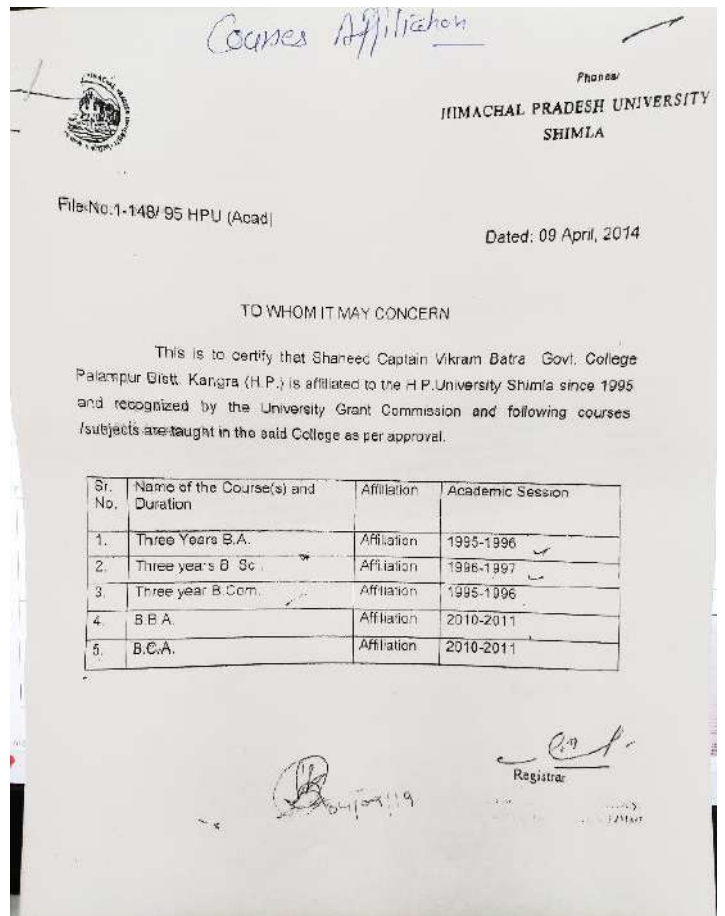 Courses Affiliation
Phones/
HIMACHAL PRADESH UNIVERSITY
SHIMLA
File No.1-148/ 95 HPU (Acad|
Dated: 09 April, 2014
TO WHOM IT MAY CONCERN
This is to certify that Shaheed Captain Vikram Batra Govt. College
Palampur Distt. Kangra (H.P.) is affiliated to the H.P.University Shimla since 1995
and recognized by the University Grant Commission and following courses
/subjects are taught in the said College as per approval.
Sr. No. Name of the Course(s) and Duration Affiliation Academic Session
1. Three Years B.A. Affiliation 1995-1996
2. Three years B Sc. Affiliation 1996-1997
3. Three year B.Com. Affiliation 1995-1996
4. B.B.A. Affiliation 2010-2011
5. B.C.A. Affiliation 2010-2011
Registrar